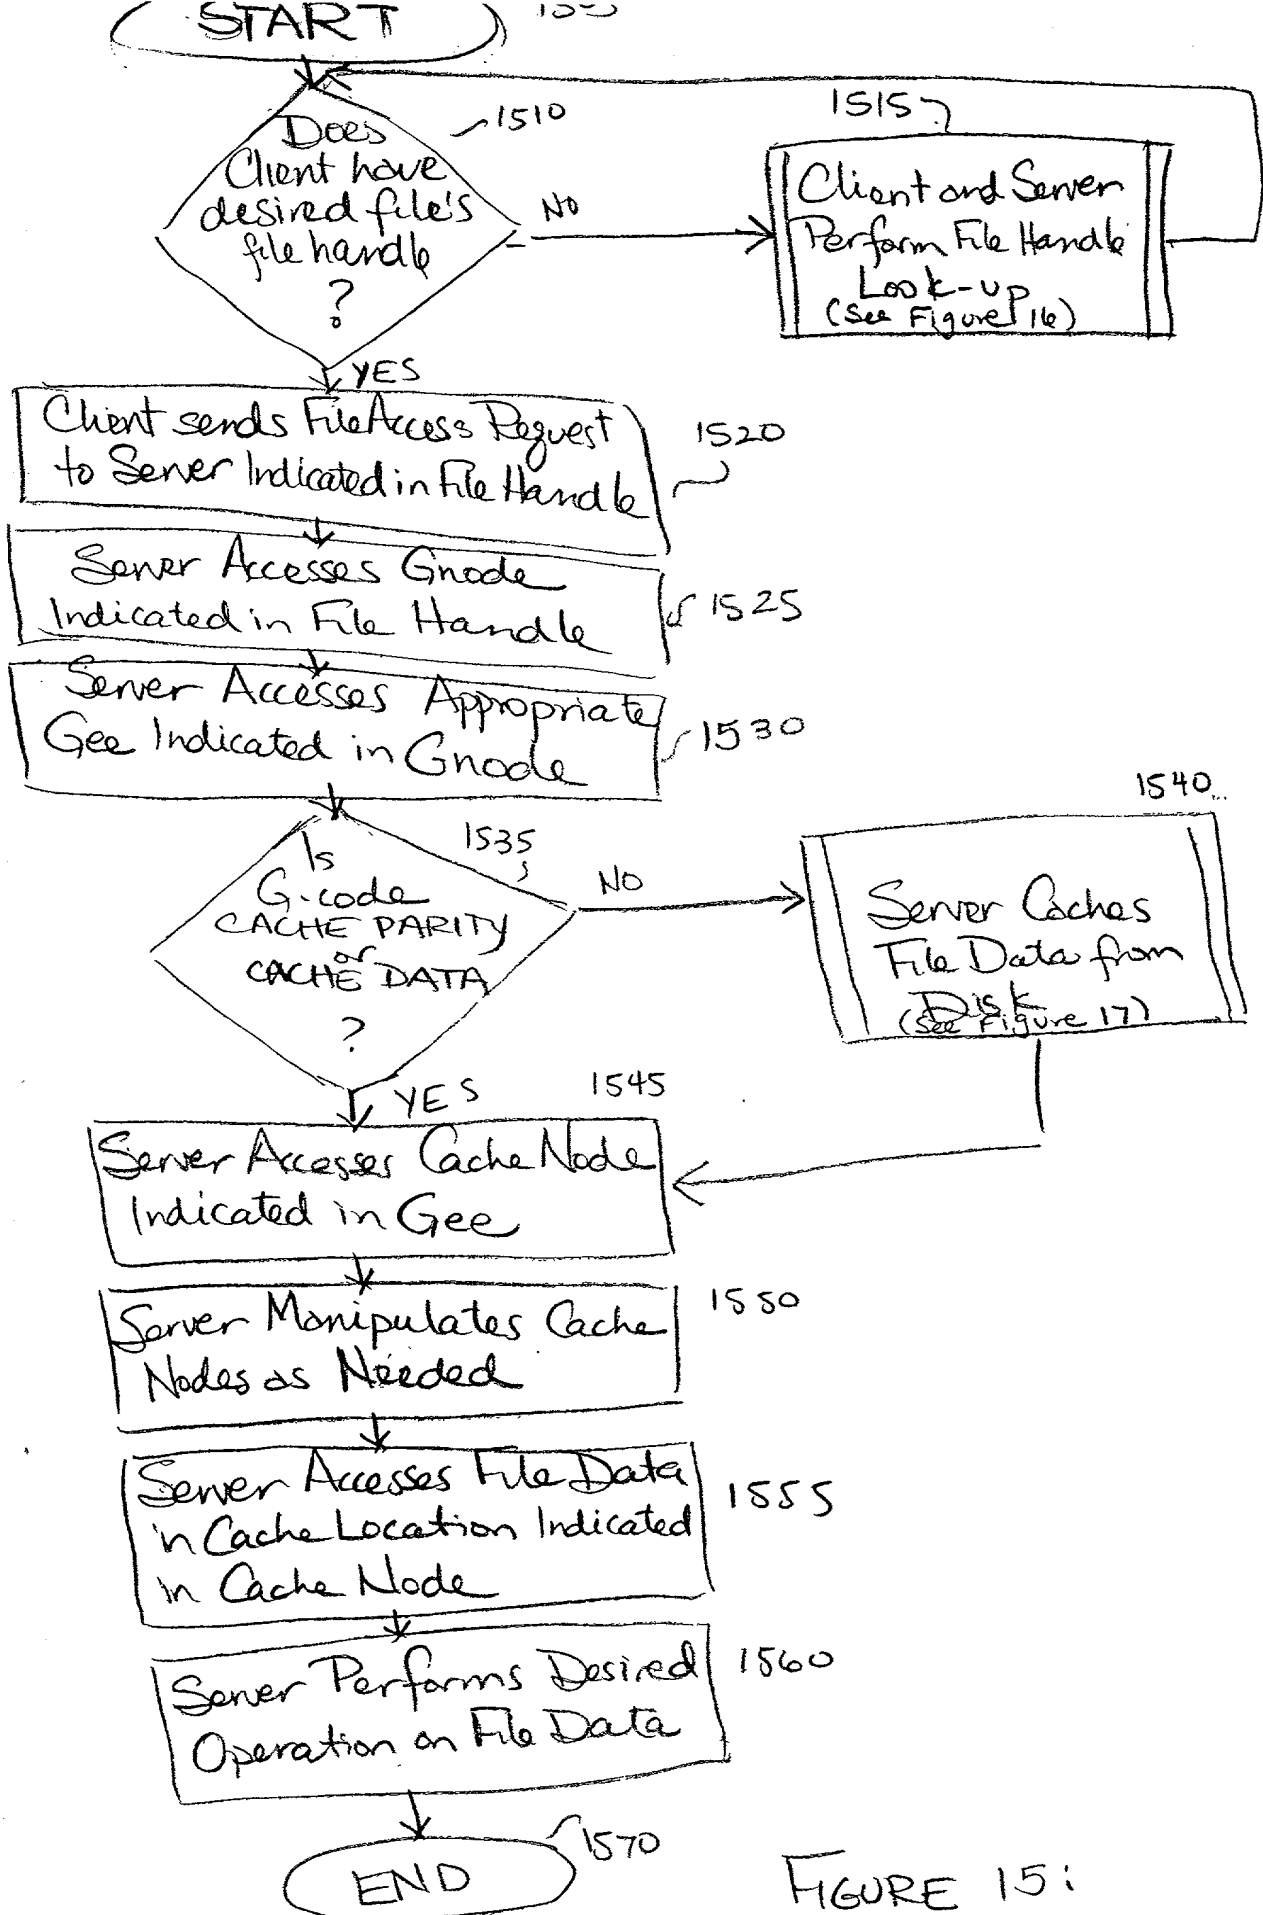 START
Does
1510
Client have
desired file's
file handle
?
NO
1515
Client and Server
Perform File Handle
Look-up
(See Figure 16)
YES
Client sends File Access Request
to Server Indicated in File Handle
1520
Server Accesses Gnode
Indicated in File Handle
1525
Server Accesses Appropriate
Gee Indicated in Gnode
1530
Is
G-code
CACHE PARITY
or
CACHE DATA
?
1535
NO
1540
Server Caches
File Data from
Disk
(See Figure 17)
YES
1545
Server Accesses Cache Node
Indicated in Gee
Server Manipulates Cache
Nodes as Needed
1550
Server Accesses File Data
in Cache Location Indicated
in Cache Node
1555
Server Performs Desired
Operation on File Data
1560
END
1570
FIGURE 15: